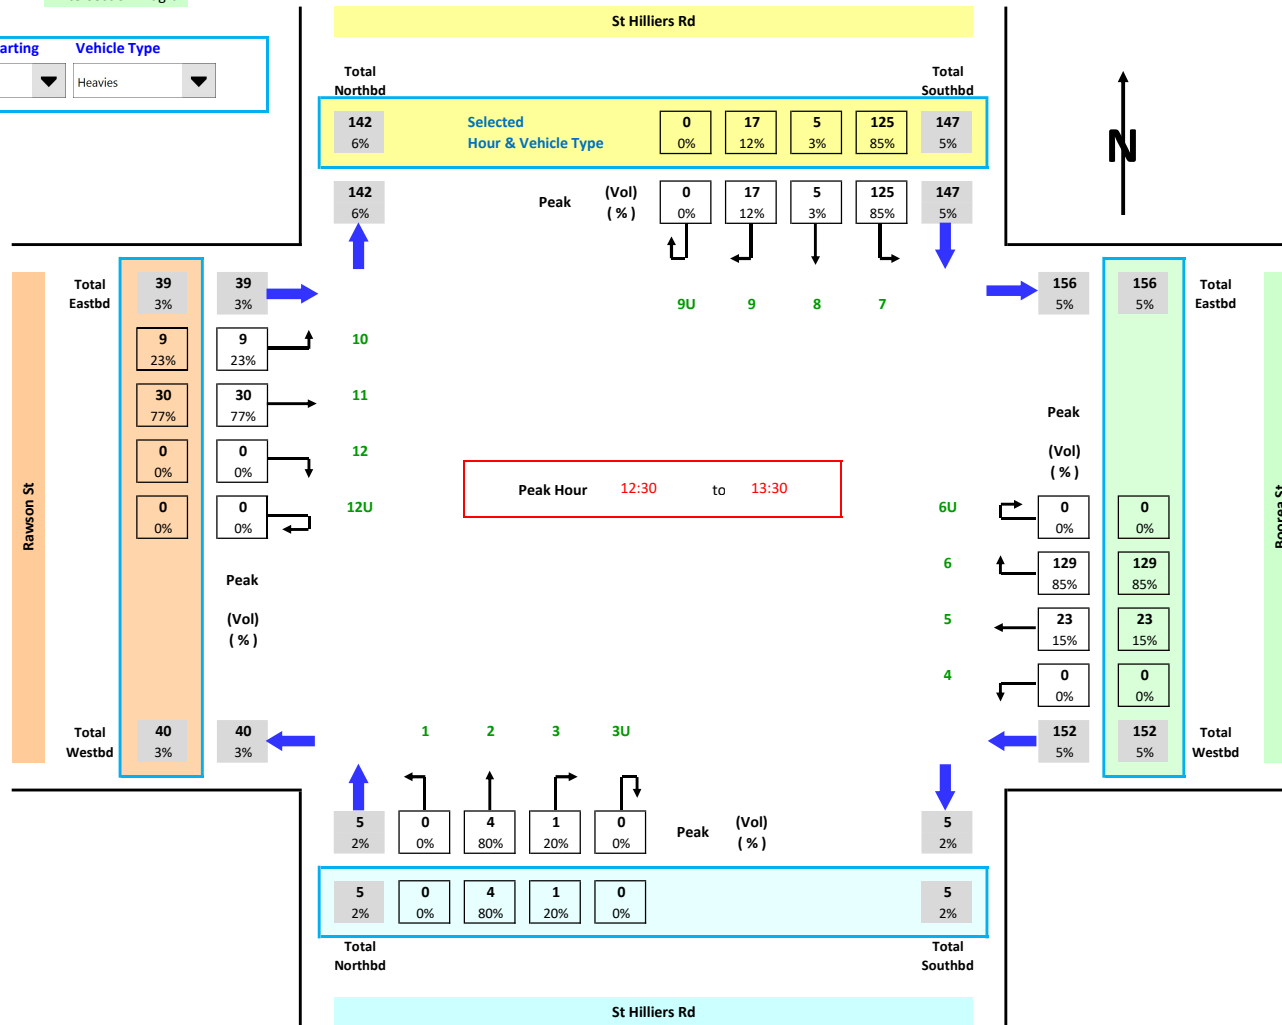 St Hilliers Rd
arting Vehicle Type
Heavies
Total
Northbd
Total
Southbd
142 Selected 0 17 5 125 147
6% Hour & Vehicle Type 0% 12% 3% 85% 5%
142 Peak (Vol) 0 17 5 125 147
6% ( % ) 0% 12% 3% 85% 5%
N
Total 39 39 156 156 Total
Eastbd 3% 3% 5% 5% Eastbd
9U 9 8 7
9 9 10
23% 23%
30 30 11
77% 77%
Peak
(Vol)
( % )
0 0 12
0% 0%
Peak Hour 12:30 to 13:30
0 0 12U 6U 0 0
0% 0% 0% 0%
Rawson St
Boorea St
6 129 129
85% 85%
Peak
(Vol)
( % )
5 23 23
15% 15%
4 0 0
0% 0%
Total 40 40 1 2 3 3U 152 152 Total
Westbd 3% 3% 5% 5% Westbd
5 0 4 1 0 Peak (Vol) 5
2% 0% 80% 20% 0% ( % ) 2%
5 0 4 1 0 5
2% 0% 80% 20% 0% 2%
Total
Northbd
Total
Southbd
St Hilliers Rd